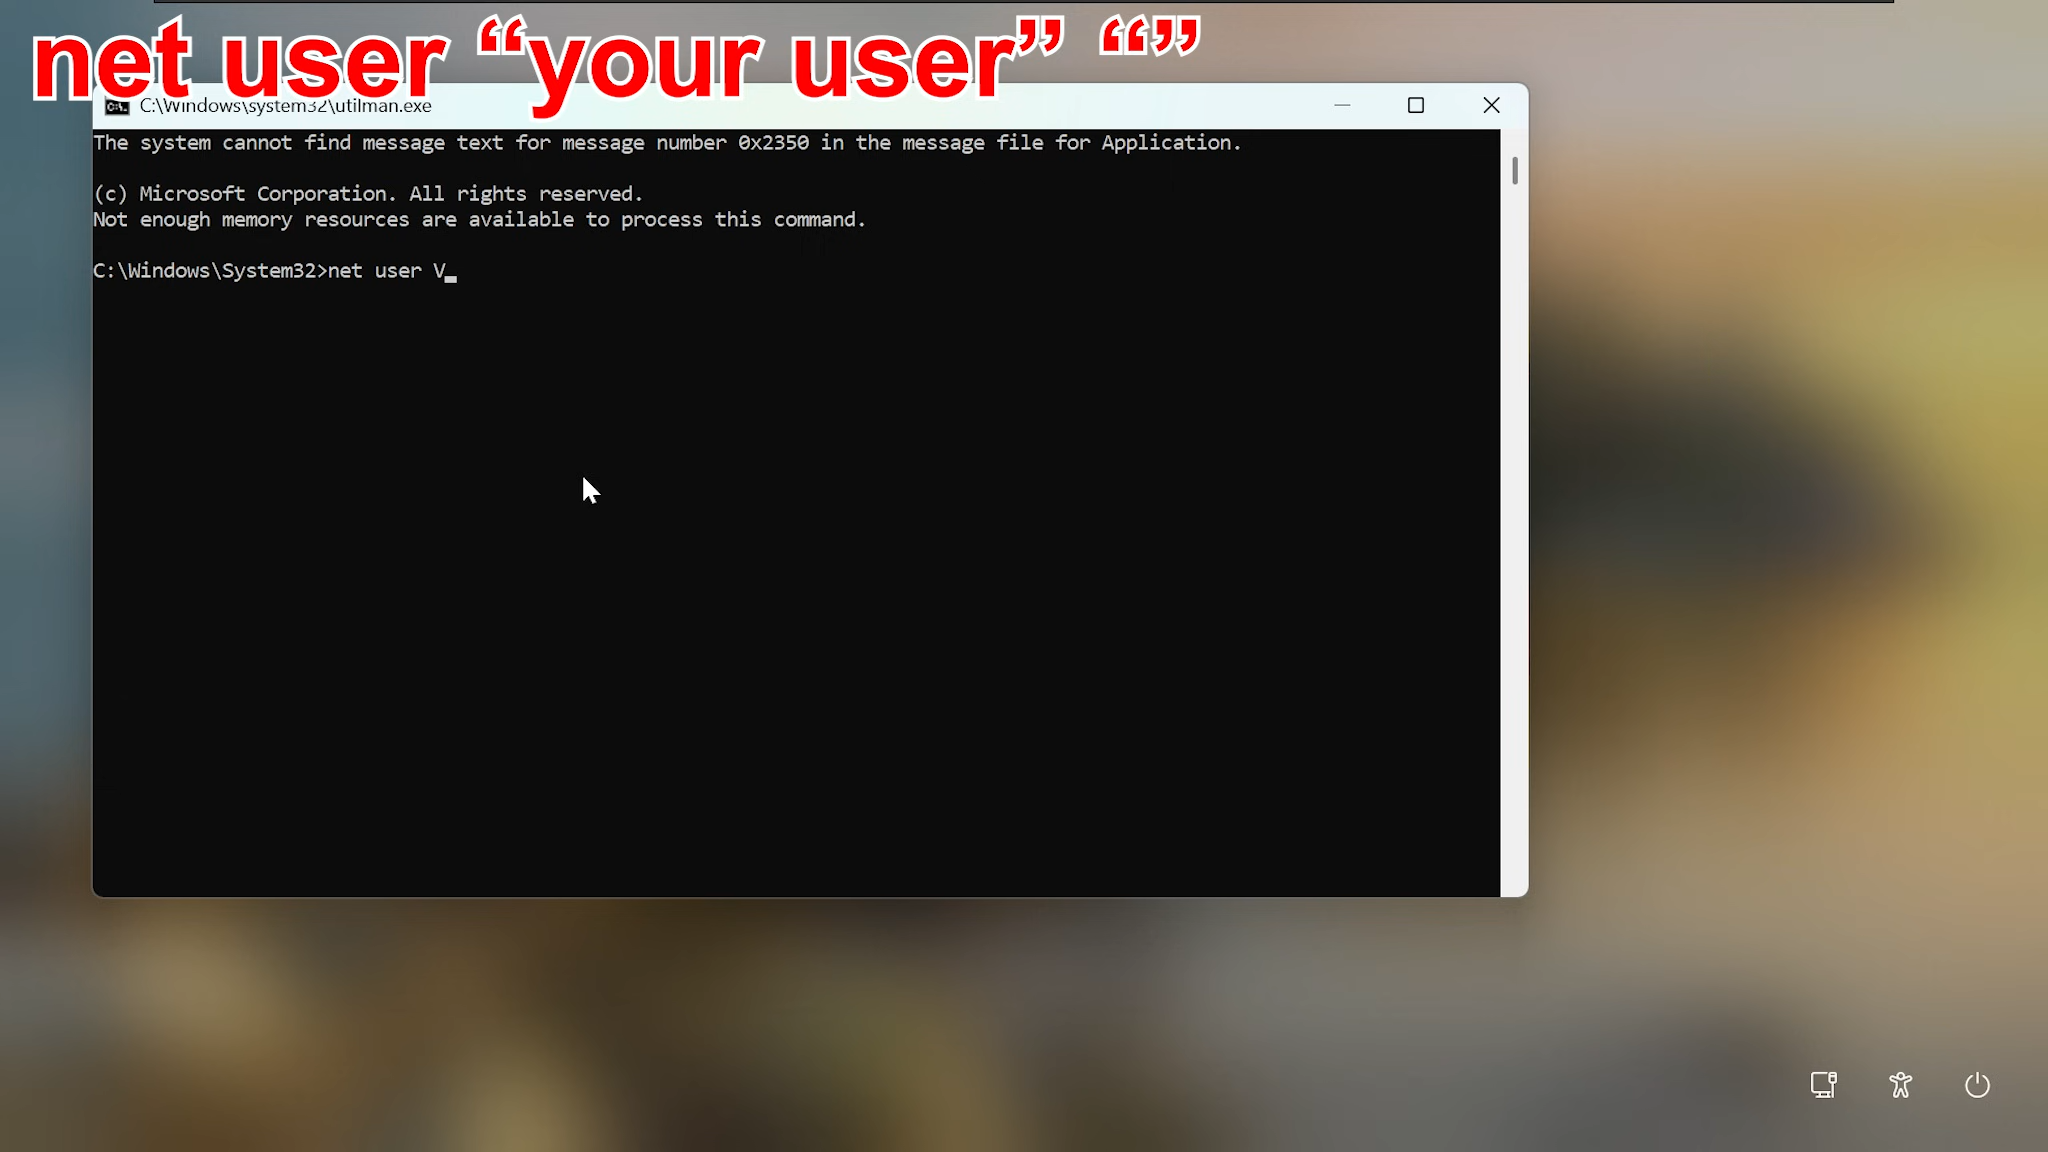 net user “your user” “”
C:\Windows\system32\utilman.exe
The system cannot find message text for message number 0x2350 in the message file for Application.
(c) Microsoft Corporation. All rights reserved.
Not enough memory resources are available to process this command.
C:\Windows\System32>net user V_